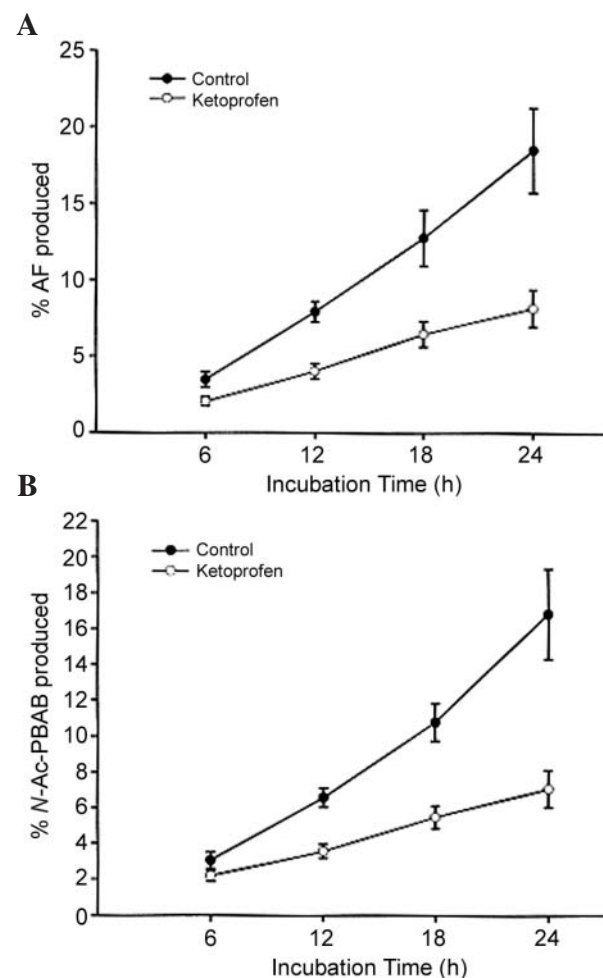 A
25
20
15
10
5
0
% AF produced
Control
Ketoprofen
6 12 18 24
Incubation Time (h)
B
22
20
18
16
14
12
10
8
6
4
2
0
% N-Ac-PBAB produced
Control
Ketoprofen
6 12 18 24
Incubation Time (h)